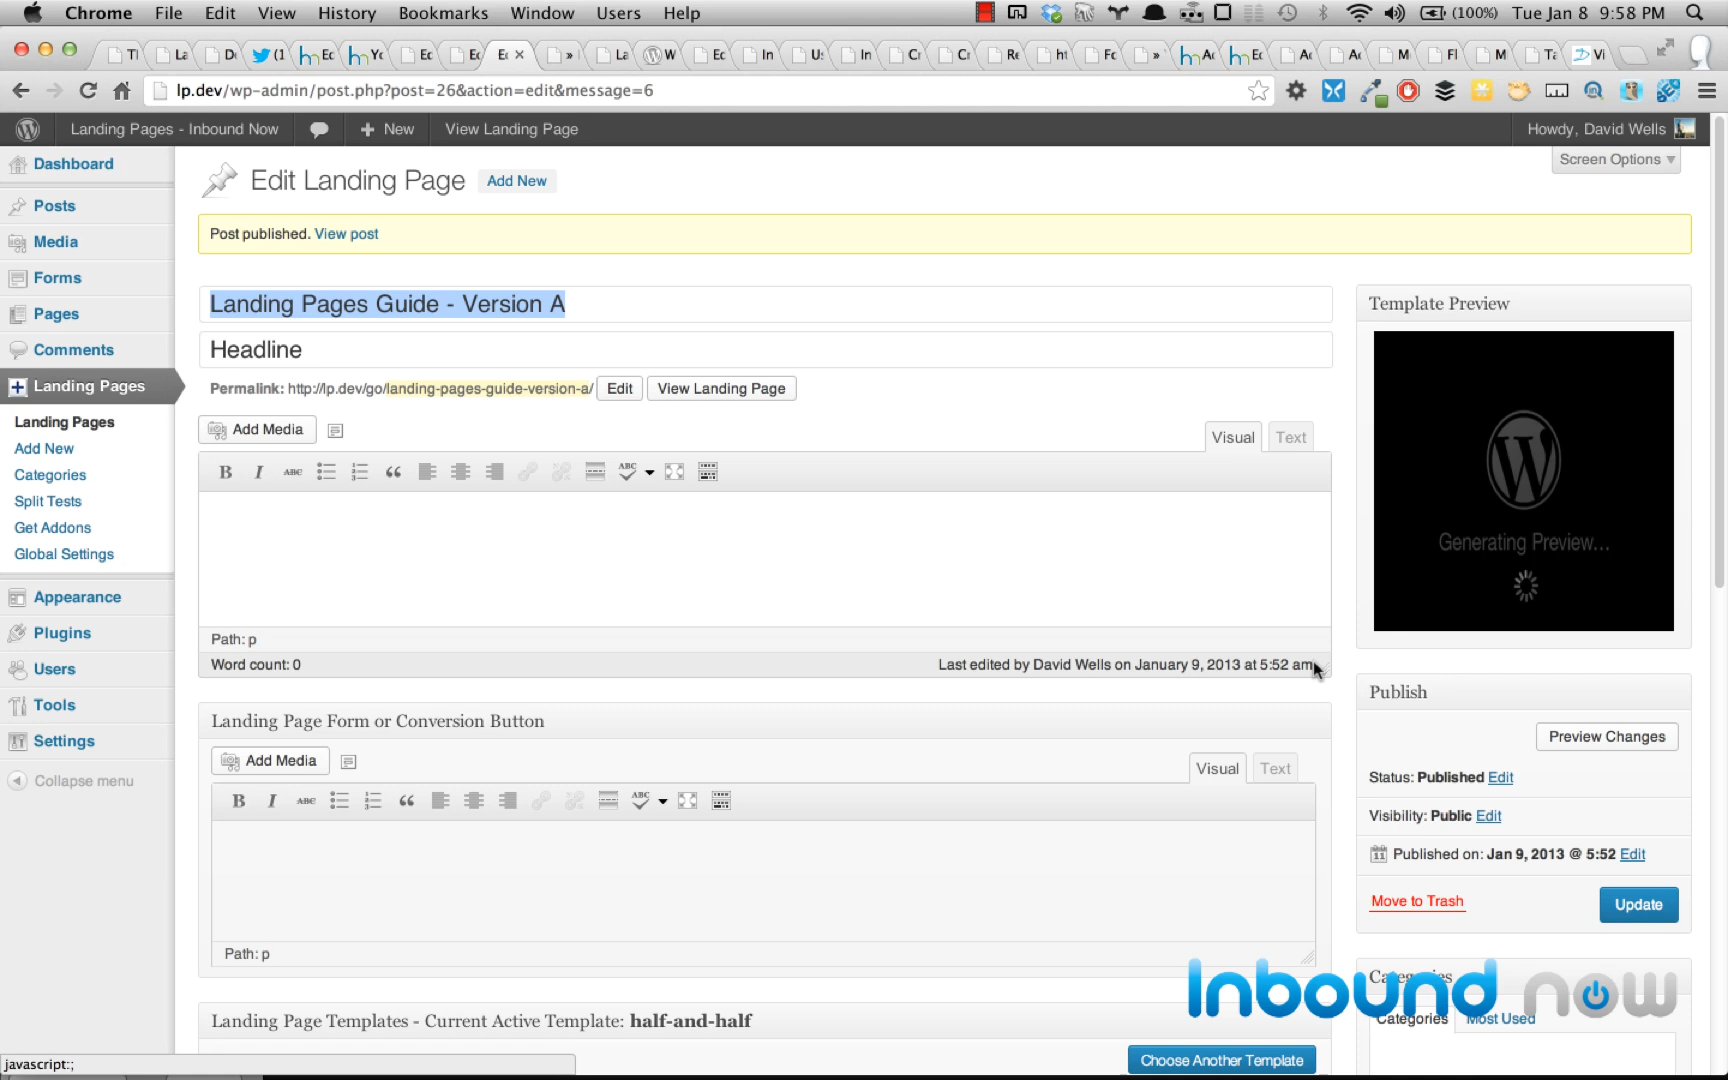 Chrome File Edit View History Bookmarks Window Users Help (100%) Tue Jan 8 9:58 PM
lp.dev/wp-admin/post.php?post=26&action=edit&message=6
Landing Pages - Inbound Now + New View Landing Page Howdy, David Wells
Screen Options
Dashboard
Posts
Media
Forms
Pages
Comments
Landing Pages
Landing Pages
Add New
Categories
Split Tests
Get Addons
Global Settings
Appearance
Plugins
Users
Tools
Settings
Collapse menu
Edit Landing Page Add New
Post published. View post
Landing Pages Guide - Version A
Headline
Permalink: http://lp.dev/go/landing-pages-guide-version-a/ Edit View Landing Page
Add Media
Visual Text
B I ABC ABC
Path: p
Word count: 0 Last edited by David Wells on January 9, 2013 at 5:52 am
Landing Page Form or Conversion Button
Add Media
Visual Text
B I ABC ABC
Path: p
Landing Page Templates - Current Active Template: half-and-half
Choose Another Template
Template Preview
Generating Preview...
Publish
Preview Changes
Status: Published Edit
Visibility: Public Edit
Published on: Jan 9, 2013 @ 5:52 Edit
Move to Trash Update
Categories
Categories Most Used
Inbound now
javascript:;